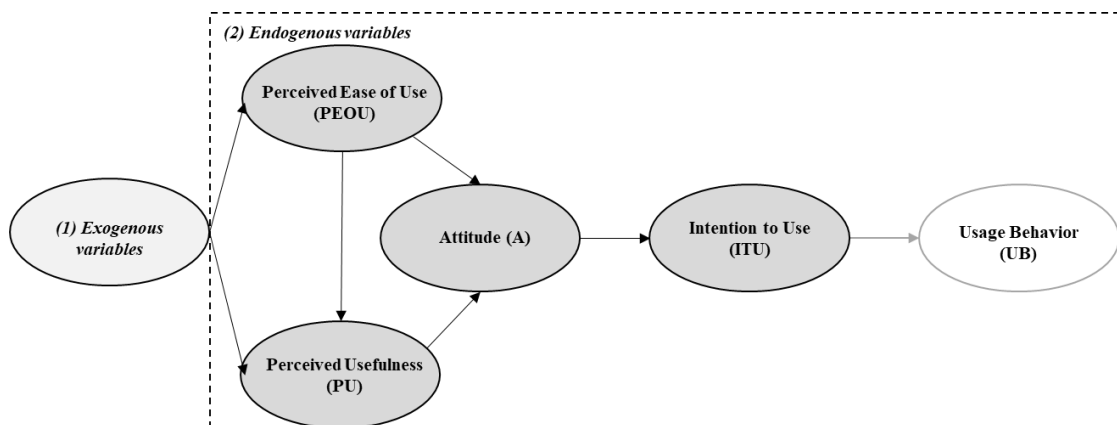 (2) Endogenous variables
Perceived Ease of Use
(PEOU)
(1) Exogenous
variables
Attitude (A)
Intention to Use
(ITU)
Usage Behavior
(UB)
Perceived Usefulness
(PU)